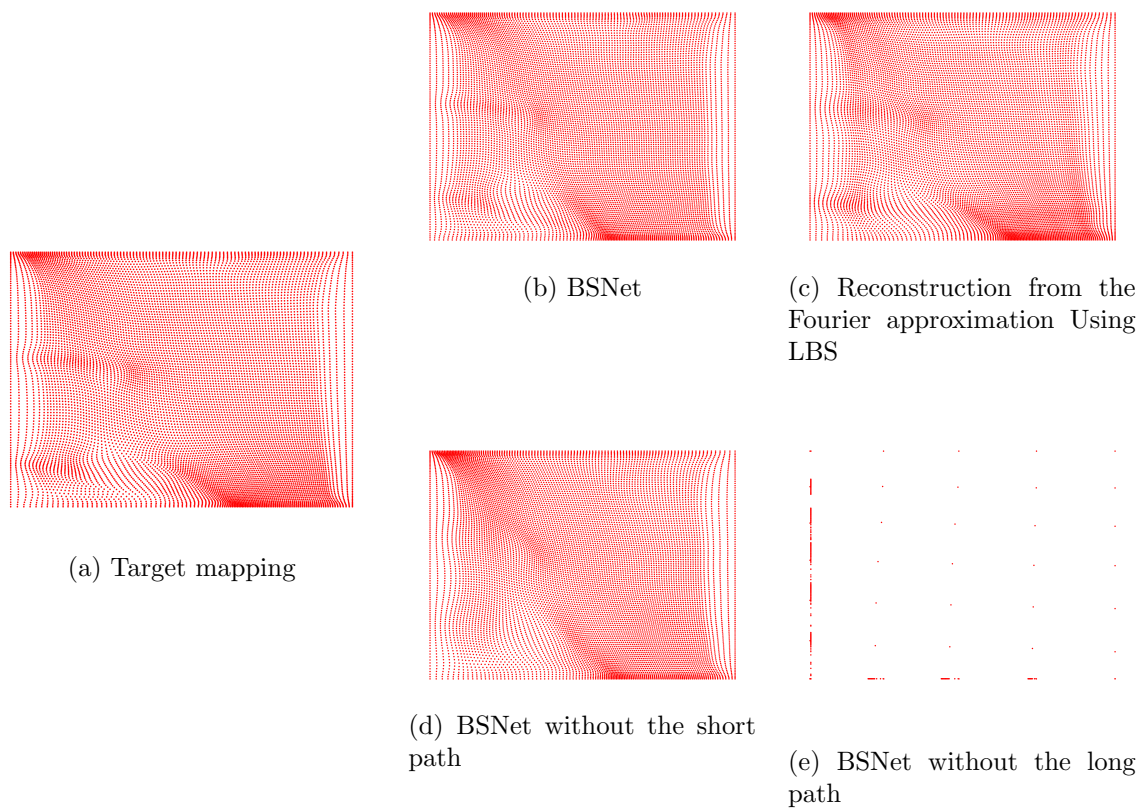 (a) Target mapping
(b) BSNet
(c) Reconstruction from the
Fourier approximation Using
LBS
(d) BSNet without the short
path
(e) BSNet without the long
path